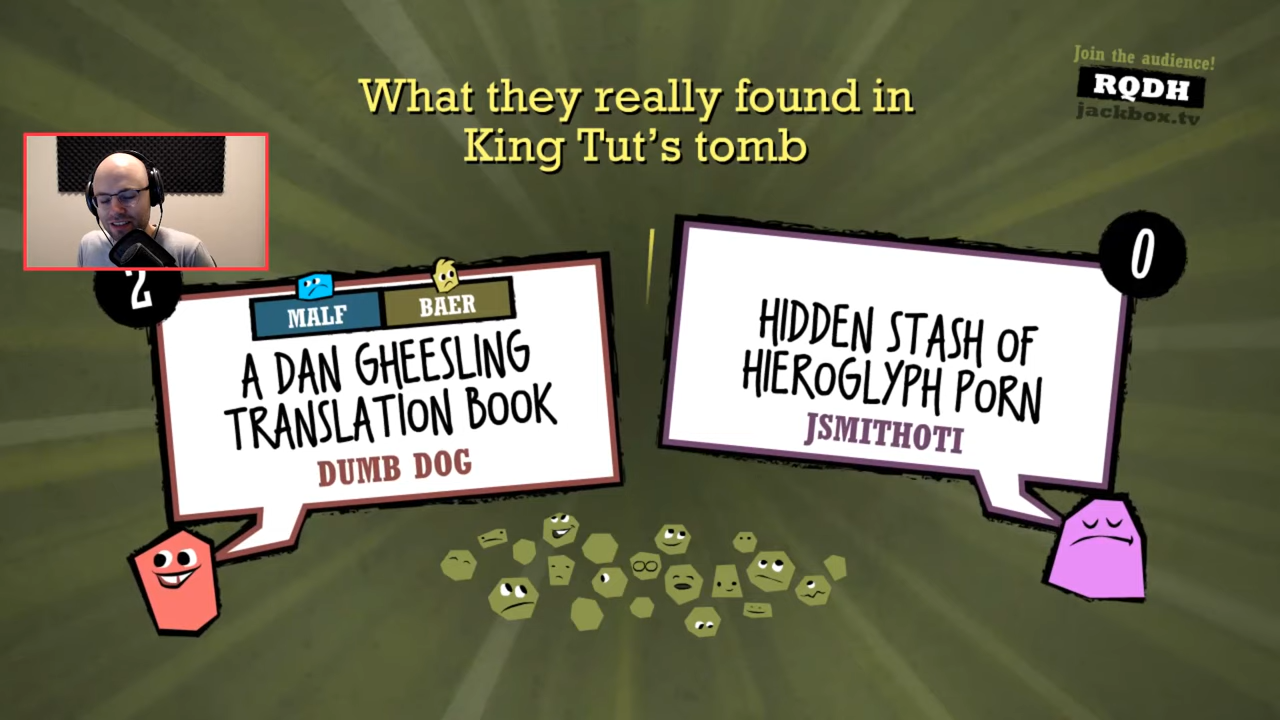 What they really found in
King Tut's tomb
Join the audience!
RQDH
jackbox.tv
2
MALF
BAER
A DAN GHEESLING
TRANSLATION BOOK
DUMB DOG
0
HIDDEN STASH OF
HIEROGLYPH PORN
JSMITHOTI